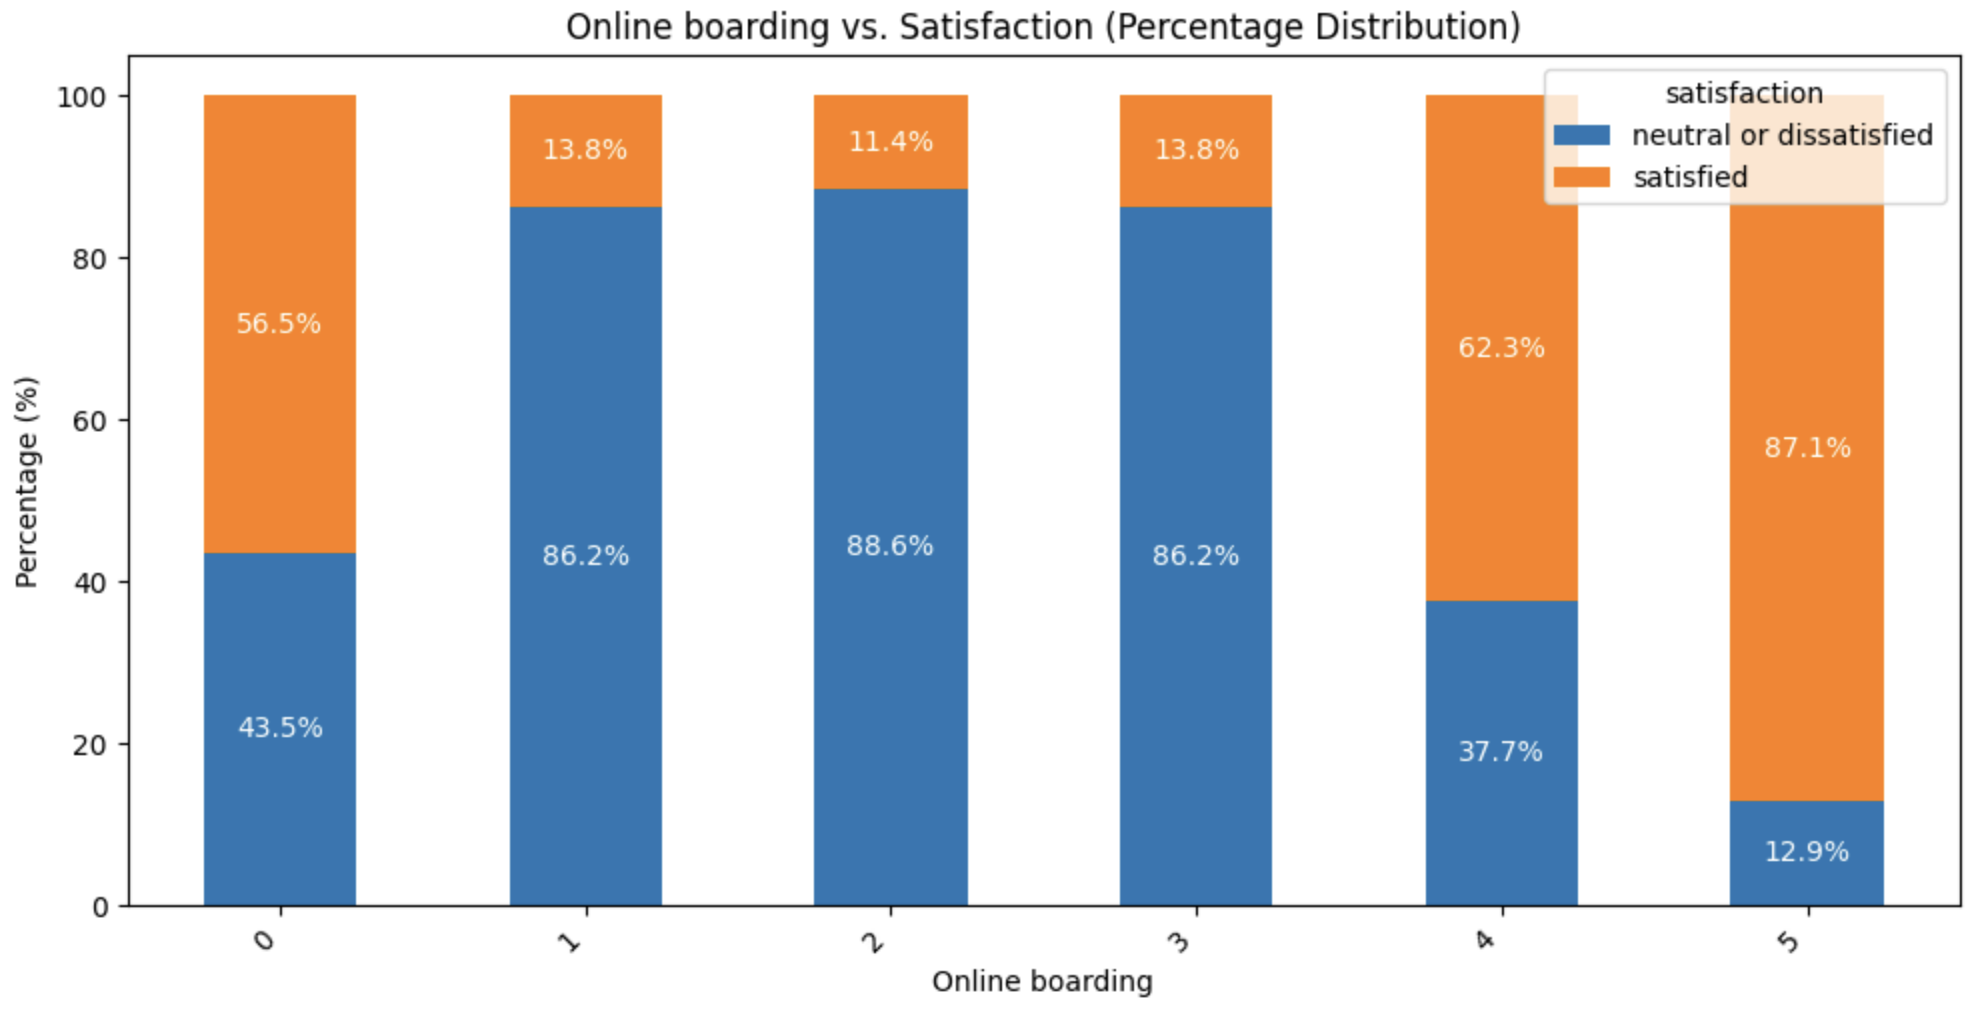 Online boarding vs. Satisfaction (Percentage Distribution)
satisfaction
neutral or dissatisfied
satisfied
Percentage (%)
100
80
60
40
20
0
56.5%
43.5%
13.8%
86.2%
11.4%
88.6%
13.8%
86.2%
62.3%
37.7%
87.1%
12.9%
0 1 2 3 4 5
Online boarding